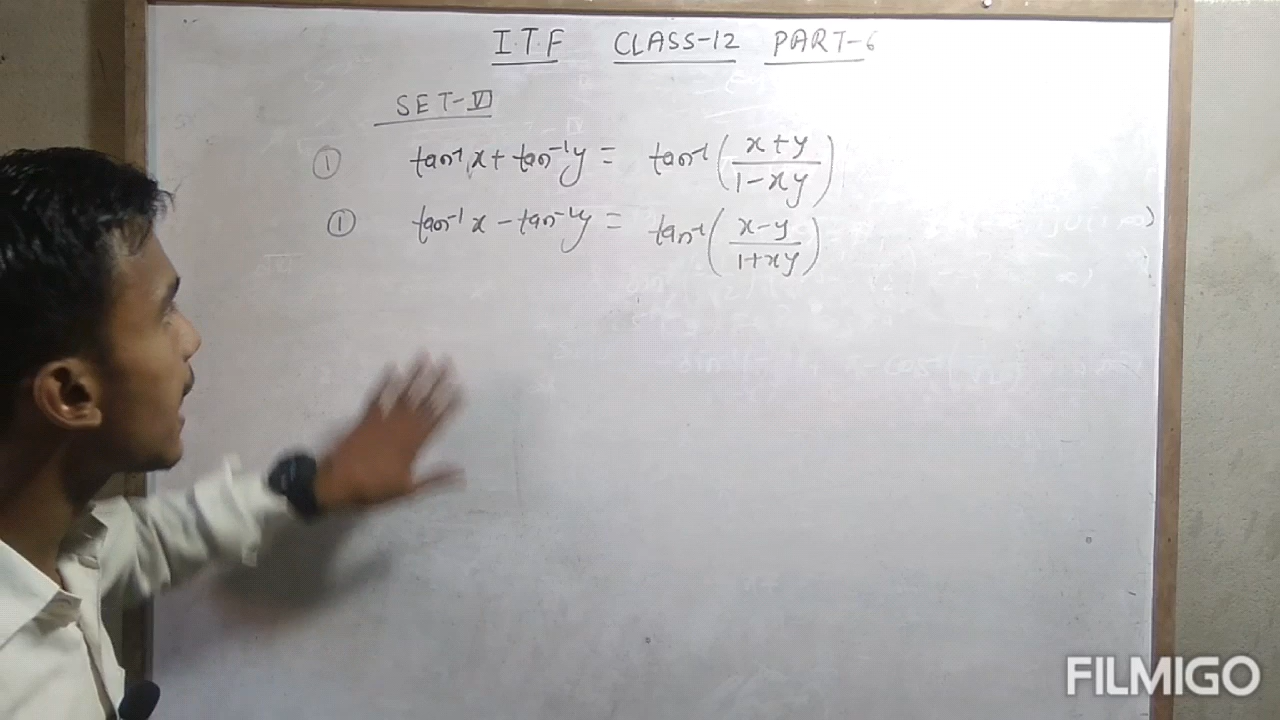 I.T.F CLASS-12 PART-6
SET-VI
① tan⁻¹x + tan⁻¹y = tan⁻¹((x+y)/(1-xy))
① tan⁻¹x - tan⁻¹y = tan⁻¹((x-y)/(1+xy))
FILMIGO